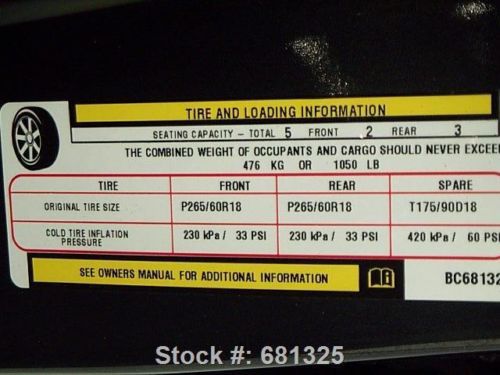 TIRE AND LOADING INFORMATION
SEATING CAPACITY - TOTAL 5 FRONT 2 REAR 3
THE COMBINED WEIGHT OF OCCUPANTS AND CARGO SHOULD NEVER EXCEE
476 KG OR 1050 LB
TIRE FRONT REAR SPARE
ORIGINAL TIRE SIZE P265/60R18 P265/60R18 T175/90D18
COLD TIRE INFLATION PRESSURE 230 kPa / 33 PSI 230 kPa / 33 PSI 420 kPa / 60 PSI
SEE OWNERS MANUAL FOR ADDITIONAL INFORMATION
BC68132
Stock #: 681325